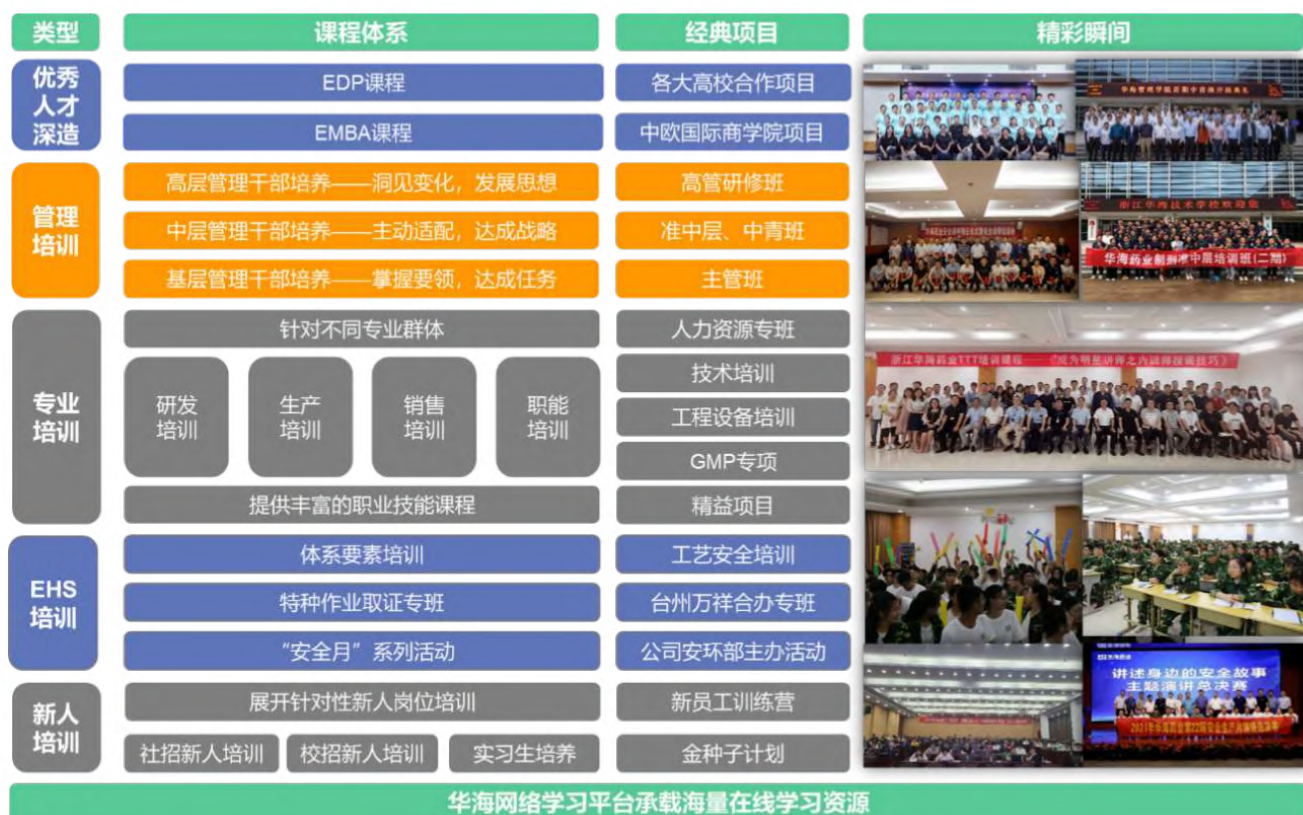 类型 课程体系 经典项目 精彩瞬间
优秀
人才
深造
EDP课程 各大高校合作项目
EMBA课程 中欧国际商学院项目
管理
培训
高层管理干部培养——洞见变化，发展思想 高管研修班
中层管理干部培养——主动适配，达成战略 准中层、中青班
基层管理干部培养——掌握要领，达成任务 主管班
专业
培训
针对不同专业群体 人力资源专班
研发
培训
生产
培训
销售
培训
职能
培训
技术培训
工程设备培训
GMP专项
提供丰富的职业技能课程 精益项目
EHS
培训
体系要素培训 工艺安全培训
特种作业取证专班 台州万祥合办专班
“安全月”系列活动 公司安环部主办活动
新人
培训
展开针对性新人岗位培训 新员工训练营
社招新人培训 校招新人培训 实习生培养 金种子计划
浙江华海技术学校欢迎您
华海药业制剂准中层培训班(二期)
浙江华海药业TTT培训课程——《成为明星讲师之内训师授课技巧》
讲述身边的安全故事
主题演讲总决赛
华海网络学习平台承载海量在线学习资源